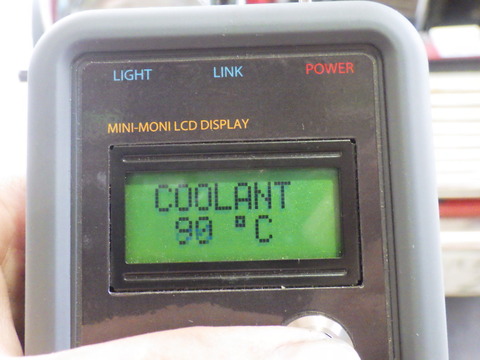 LIGHT LINK POWER
MINI-MONI LCD DISPLAY
COOLANT
90 °C